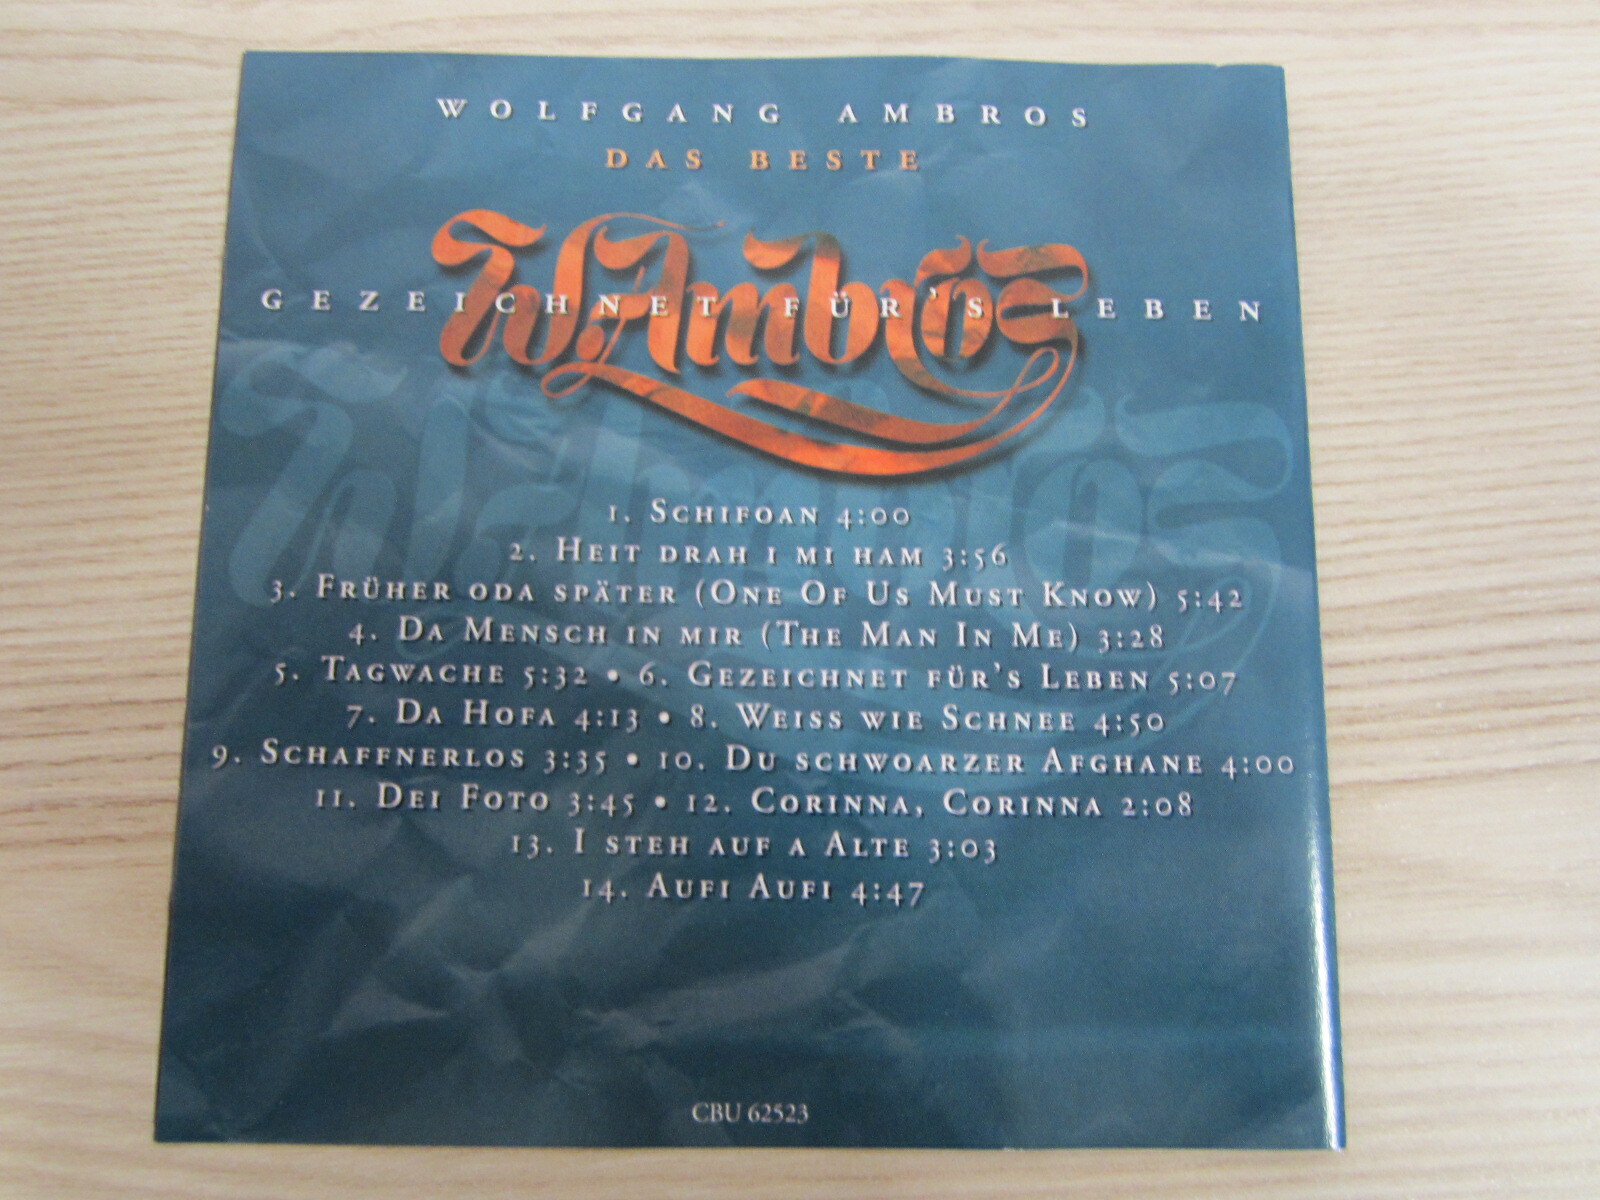 WOLFGANG AMBROS
DAS BESTE
W.Ambros
GEZEICHNET FÜR'S LEBEN
W.Ambros
1. SCHIFOAN 4:00
2. HEIT DRAH I MI HAM 3:56
3. FRÜHER ODA SPÄTER (ONE OF US MUST KNOW) 5:42
4. DA MENSCH IN MIR (THE MAN IN ME) 3:28
5. TAGWACHE 5:32 • 6. GEZEICHNET FÜR'S LEBEN 5:07
7. DA HOFA 4:13 • 8. WEISS WIE SCHNEE 4:50
9. SCHAFFNERLOS 3:35 • 10. DU SCHWOARZER AFGHANE 4:00
11. DEI FOTO 3:45 • 12. CORINNA, CORINNA 2:08
13. I STEH AUF A ALTE 3:03
14. AUFI AUFI 4:47
CBU 62523